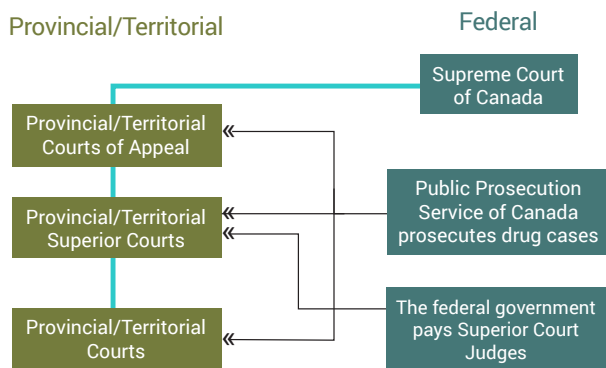 Provincial/Territorial
Federal
Supreme Court
of Canada
Provincial/Territorial
Courts of Appeal
Provincial/Territorial
Superior Courts
Public Prosecution
Service of Canada
prosecutes drug cases
Provincial/Territorial
Courts
The federal government
pays Superior Court
Judges